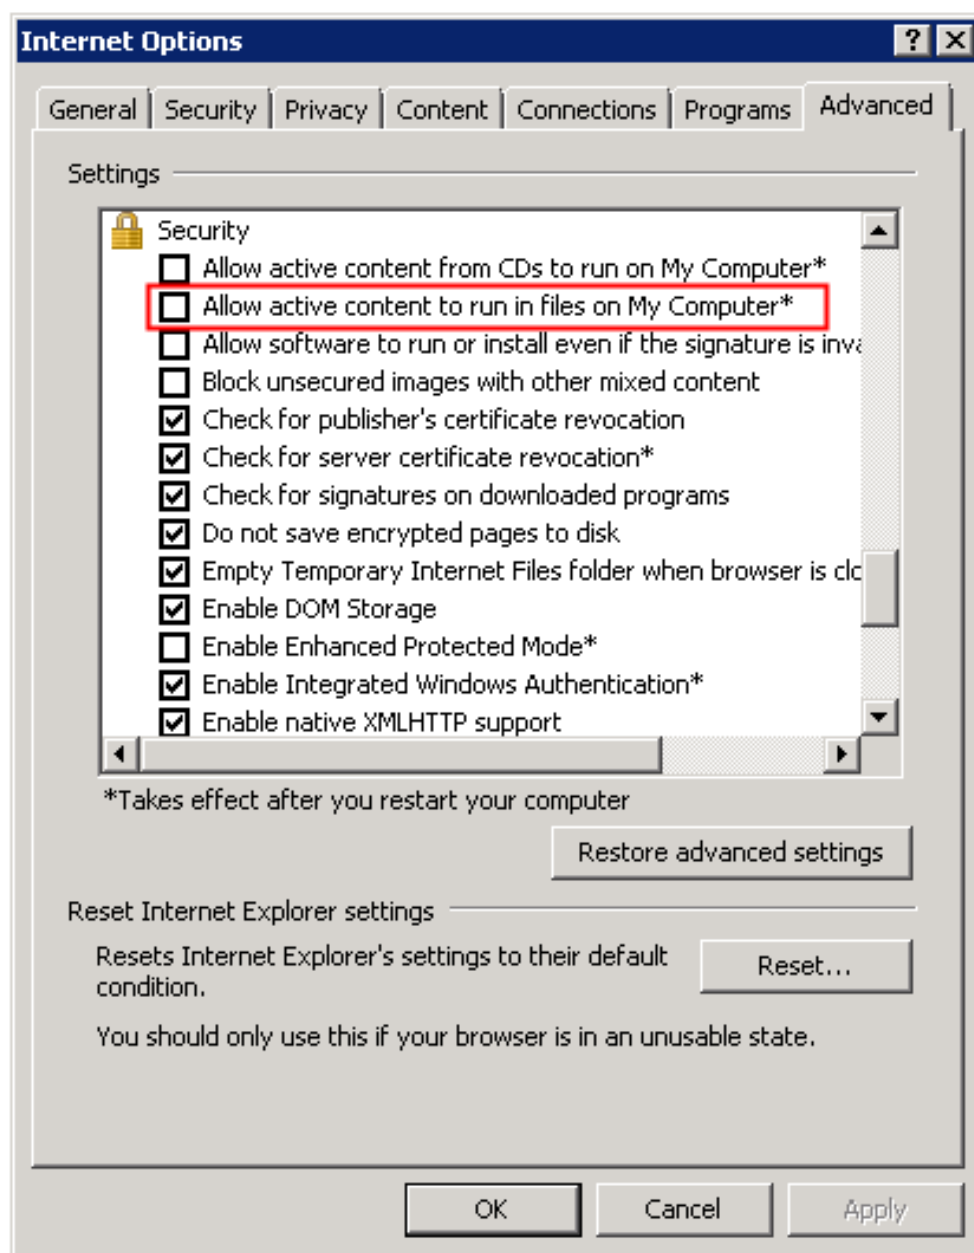 Internet Options
General Security Privacy Content Connections Programs Advanced
Settings
Security
Allow active content from CDs to run on My Computer*
Allow active content to run in files on My Computer*
Allow software to run or install even if the signature is inva
Block unsecured images with other mixed content
Check for publisher's certificate revocation
Check for server certificate revocation*
Check for signatures on downloaded programs
Do not save encrypted pages to disk
Empty Temporary Internet Files folder when browser is clo
Enable DOM Storage
Enable Enhanced Protected Mode*
Enable Integrated Windows Authentication*
Enable native XMLHTTP support
*Takes effect after you restart your computer
Restore advanced settings
Reset Internet Explorer settings
Resets Internet Explorer's settings to their default
condition.
Reset...
You should only use this if your browser is in an unusable state.
OK Cancel Apply